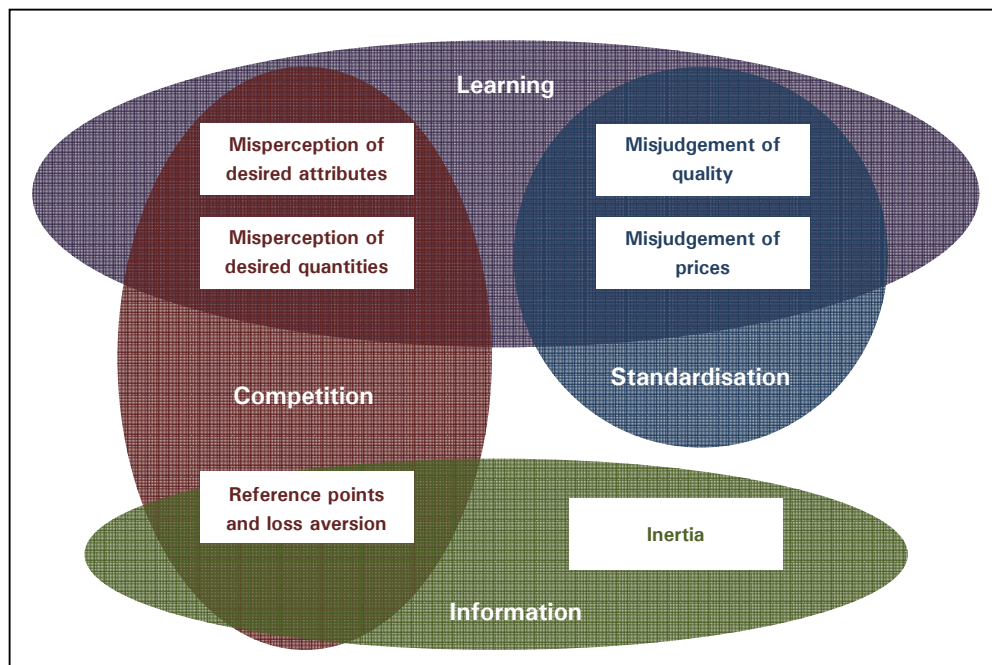 Learning
Misperception of
desired attributes
Misjudgement of
quality
Misperception of
desired quantities
Misjudgement of
prices
Competition
Standardisation
Reference points
and loss aversion
Inertia
Information